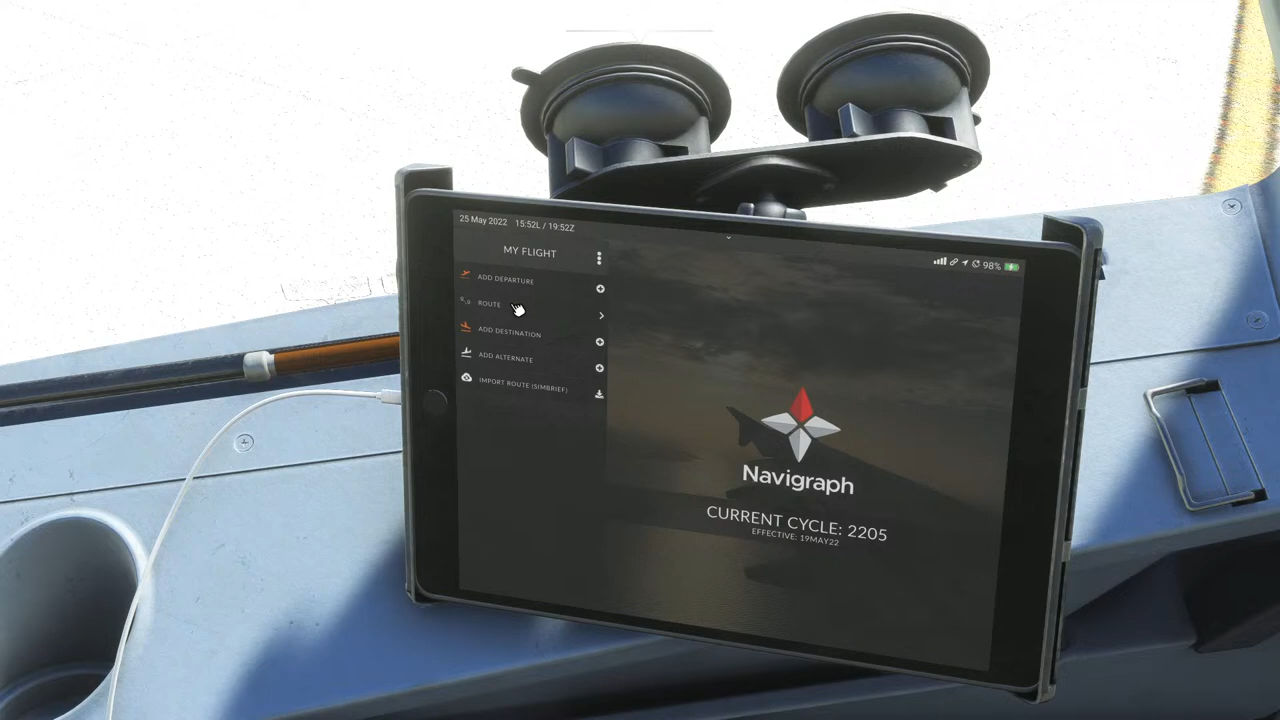 25 May 2022 15:52L / 19:52Z
98%
MY FLIGHT
ADD DEPARTURE
ROUTE
ADD DESTINATION
ADD ALTERNATE
IMPORT ROUTE (SIMBRIEF)
Navigraph
CURRENT CYCLE: 2205
EFFECTIVE: 19MAY22